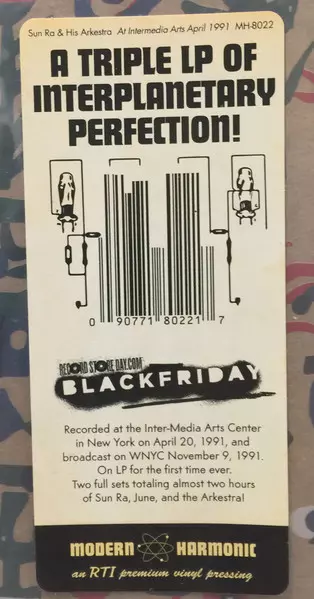 Sun Ra & His Arkestra At Intermedia Arts April 1991 MH-8022
A TRIPLE LP OF
INTERPLANETARY
PERFECTION!
0 90771 80221 7
RECORD STORE DAY.COM
BLACK FRIDAY
Recorded at the Inter-Media Arts Center
in New York on April 20, 1991, and
broadcast on WNYC November 9, 1991.
On LP for the first time ever.
Two full sets totaling almost two hours
of Sun Ra, June, and the Arkestra!
MODERN HARMONIC
an RTI premium vinyl pressing